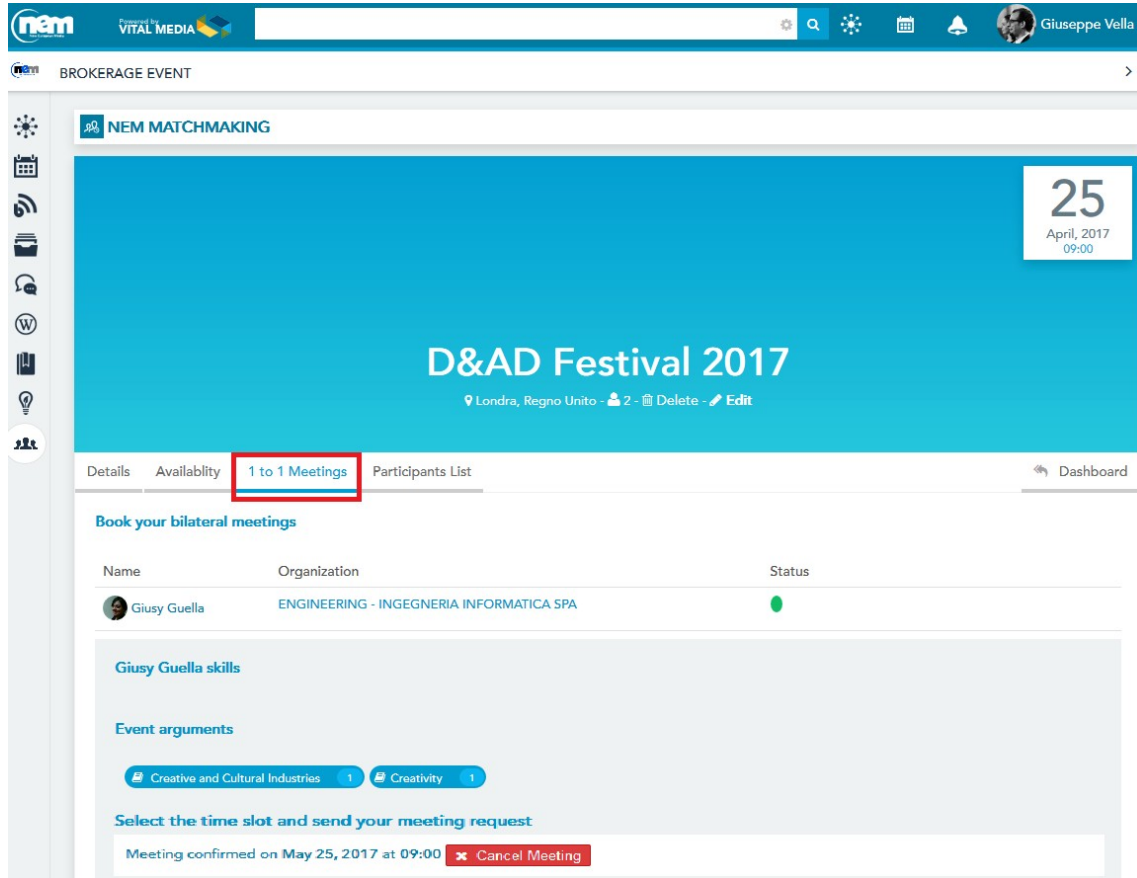 nem Powered by VITAL MEDIA Giuseppe Vella
nem BROKERAGE EVENT
NEM MATCHMAKING
25
April, 2017
09:00
D&AD Festival 2017
Londra, Regno Unito - 2 - Delete - Edit
Details Availablity 1 to 1 Meetings Participants List Dashboard
Book your bilateral meetings
Name Organization Status
Giusy Guella ENGINEERING - INGEGNERIA INFORMATICA SPA
Giusy Guella skills
Event arguments
Creative and Cultural Industries 1 Creativity 1
Select the time slot and send your meeting request
Meeting confirmed on May 25, 2017 at 09:00 Cancel Meeting